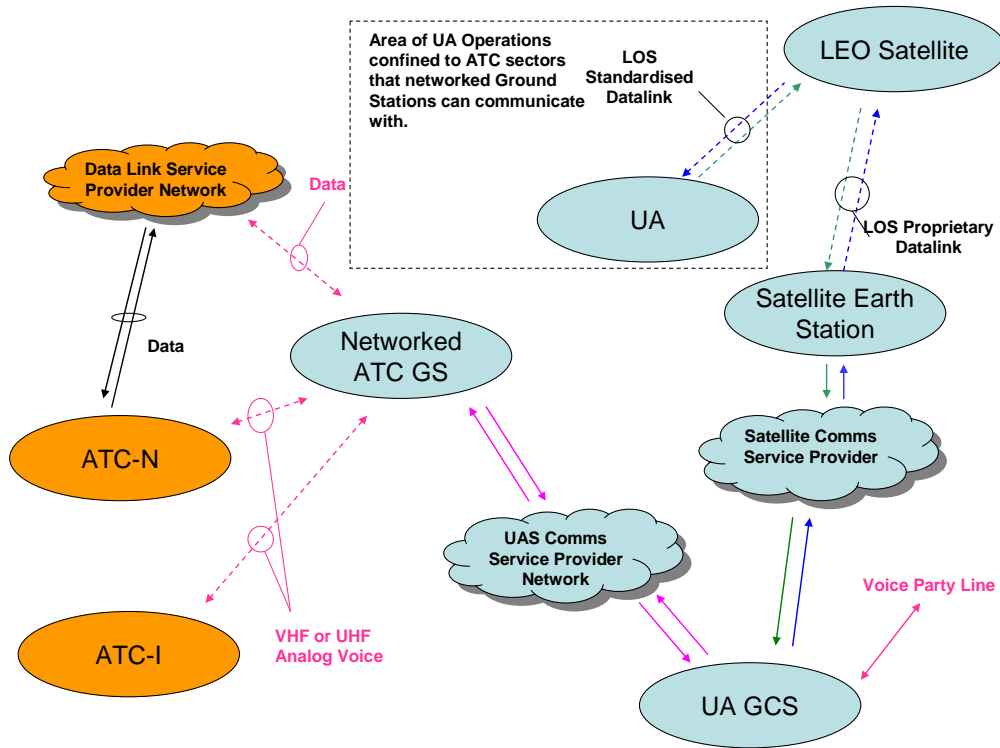 Area of UA Operations
confined to ATC sectors
that networked Ground
Stations can communicate
with.
LOS
Standardised
Datalink
LEO Satellite
UA
LOS Proprietary
Datalink
Data Link Service
Provider Network
Data
Data
Satellite Earth
Station
Networked
ATC GS
ATC-N
Satellite Comms
Service Provider
UAS Comms
Service Provider
Network
Voice Party Line
VHF or UHF
Analog Voice
ATC-I
UA GCS